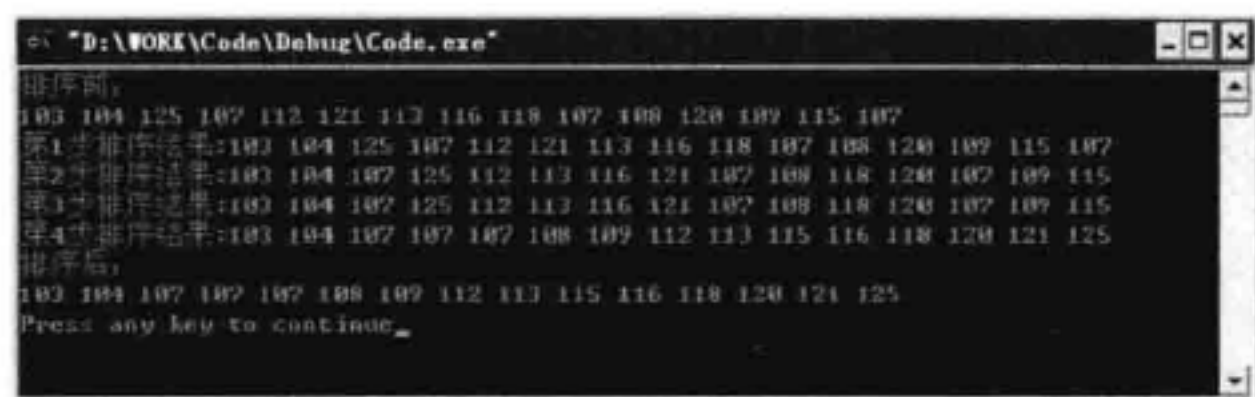 "D:\WORK\Code\Debug\Code.exe"
排序前:
103 104 125 107 112 121 113 116 118 107 108 120 109 115 107
第1步排序结果:103 104 125 107 112 121 113 116 118 107 108 120 109 115 107
第2步排序结果:103 104 107 125 112 113 116 121 107 108 118 120 107 109 115
第3步排序结果:103 104 107 125 112 113 116 121 107 108 118 120 107 109 115
第4步排序结果:103 104 107 107 107 108 109 112 113 115 116 118 120 121 125
排序后:
103 104 107 107 107 108 109 112 113 115 116 118 120 121 125
Press any key to continue_